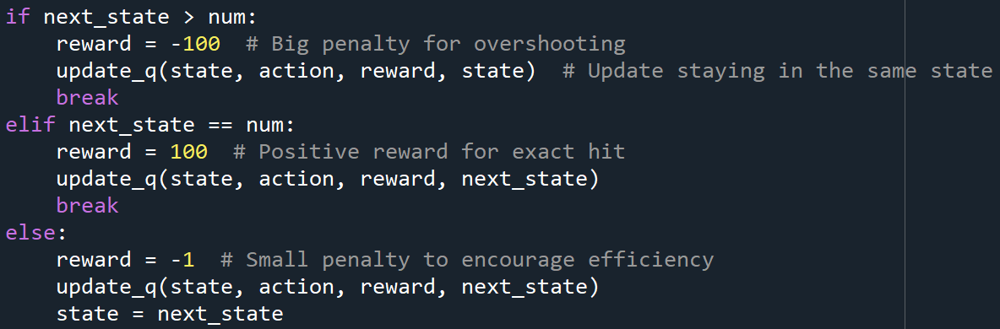 if next_state > num:
    reward = -100  # Big penalty for overshooting
    update_q(state, action, reward, state)  # Update staying in the same state
    break
elif next_state == num:
    reward = 100  # Positive reward for exact hit
    update_q(state, action, reward, next_state)
    break
else:
    reward = -1  # Small penalty to encourage efficiency
    update_q(state, action, reward, next_state)
    state = next_state